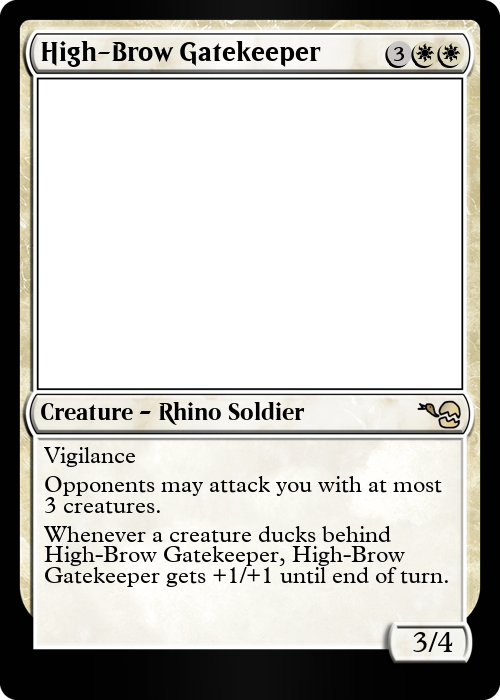 High-Brow Gatekeeper 3
Creature - Rhino Soldier
Vigilance
Opponents may attack you with at most
3 creatures.
Whenever a creature ducks behind
High-Brow Gatekeeper, High-Brow
Gatekeeper gets +1/+1 until end of turn.
3/4